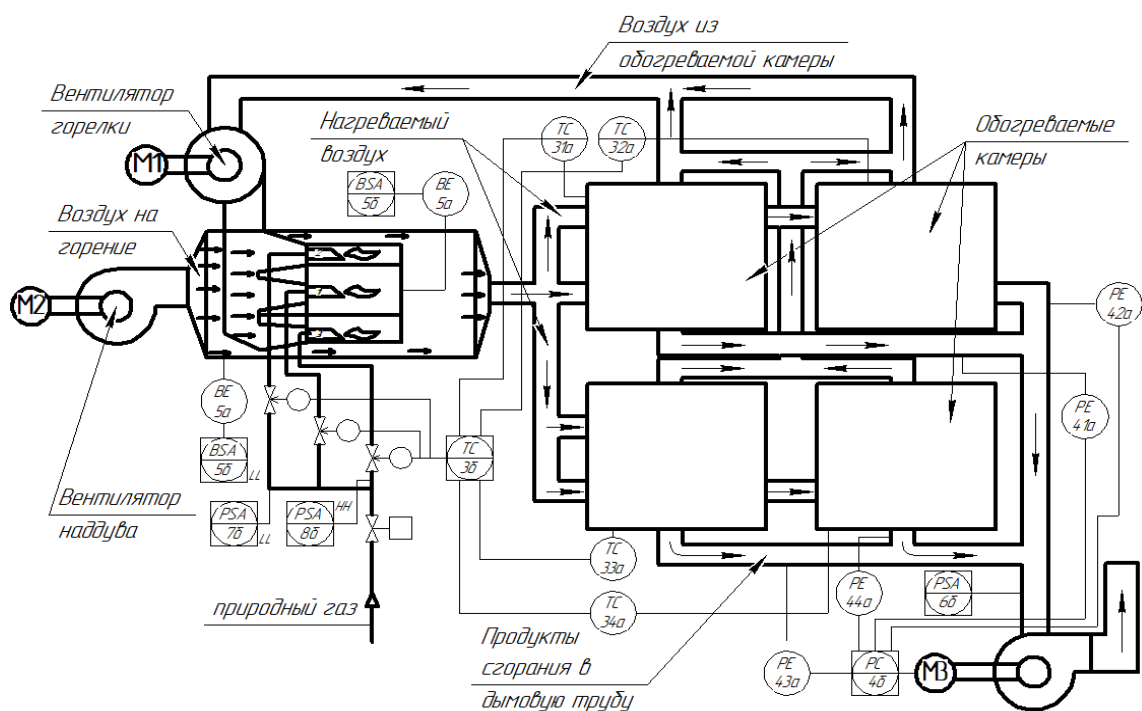 Воздух из
обогреваемой камеры
Вентилятор
горелки
Нагреваемый
воздух
TC
31а
TC
32а
Обогреваемые
камеры
M1
BSA
5б
BE
5а
Воздух на
горение
M2
2
1
3
PE
42а
BE
5а
PE
41а
BSA
5б
LL
TC
3б
Вентилятор
наддува
PSA
7б
LL
PSA
8б
HH
TC
33а
PE
44а
PSA
6б
TC
34а
природный газ
Продукты
сгорания в
дымовую трубу
PE
43а
PC
4б
M3